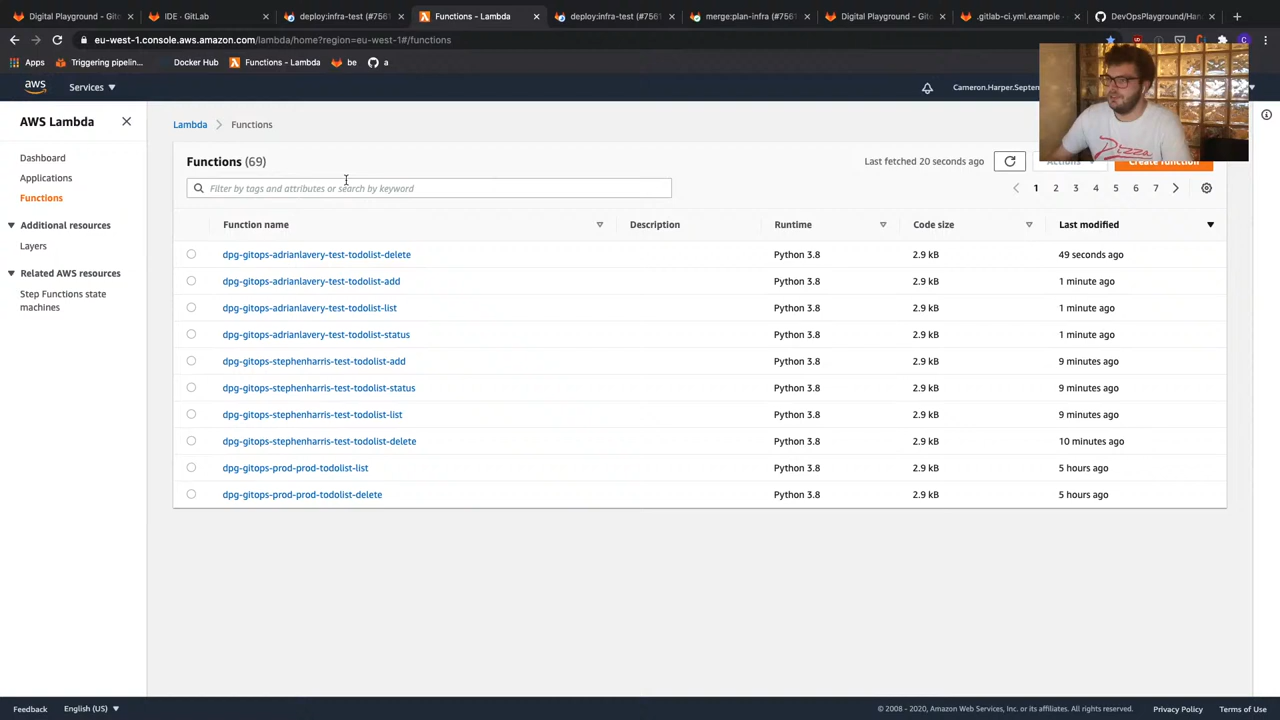 Digital Playground · Gitl
IDE · GitLab
deploy:infra-test (#7561
Functions - Lambda
deploy:infra-test (#7561
merge:plan-infra (#7561
Digital Playground · Gitl
.gitlab-ci.yml.example ·
DevOpsPlayground/Han
eu-west-1.console.aws.amazon.com/lambda/home?region=eu-west-1#/functions
Apps
Triggering pipelin...
Docker Hub
Functions - Lambda
be
a
aws
Services
Cameron.Harper.Septem
AWS Lambda
Dashboard
Applications
Functions
Additional resources
Layers
Related AWS resources
Step Functions state
machines
Lambda > Functions
Functions (69)
Last fetched 20 seconds ago
Actions
Create function
Filter by tags and attributes or search by keyword
1 2 3 4 5 6 7
Function name Description Runtime Code size Last modified
dpg-gitops-adrianlavery-test-todolist-delete Python 3.8 2.9 kB 49 seconds ago
dpg-gitops-adrianlavery-test-todolist-add Python 3.8 2.9 kB 1 minute ago
dpg-gitops-adrianlavery-test-todolist-list Python 3.8 2.9 kB 1 minute ago
dpg-gitops-adrianlavery-test-todolist-status Python 3.8 2.9 kB 1 minute ago
dpg-gitops-stephenharris-test-todolist-add Python 3.8 2.9 kB 9 minutes ago
dpg-gitops-stephenharris-test-todolist-status Python 3.8 2.9 kB 9 minutes ago
dpg-gitops-stephenharris-test-todolist-list Python 3.8 2.9 kB 9 minutes ago
dpg-gitops-stephenharris-test-todolist-delete Python 3.8 2.9 kB 10 minutes ago
dpg-gitops-prod-prod-todolist-list Python 3.8 2.9 kB 5 hours ago
dpg-gitops-prod-prod-todolist-delete Python 3.8 2.9 kB 5 hours ago
Pizza
Feedback
English (US)
© 2008 - 2020, Amazon Web Services, Inc. or its affiliates. All rights reserved.
Privacy Policy
Terms of Use